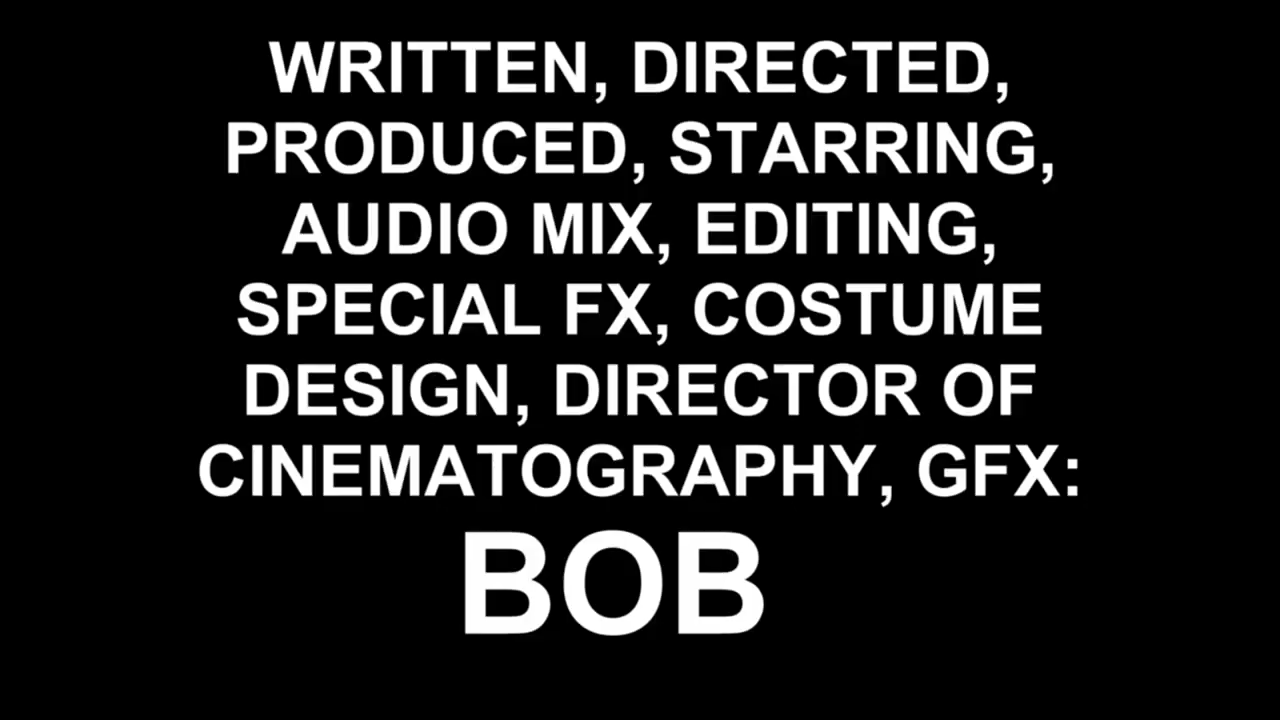 WRITTEN, DIRECTED,
PRODUCED, STARRING,
AUDIO MIX, EDITING,
SPECIAL FX, COSTUME
DESIGN, DIRECTOR OF
CINEMATOGRAPHY, GFX:
BOB